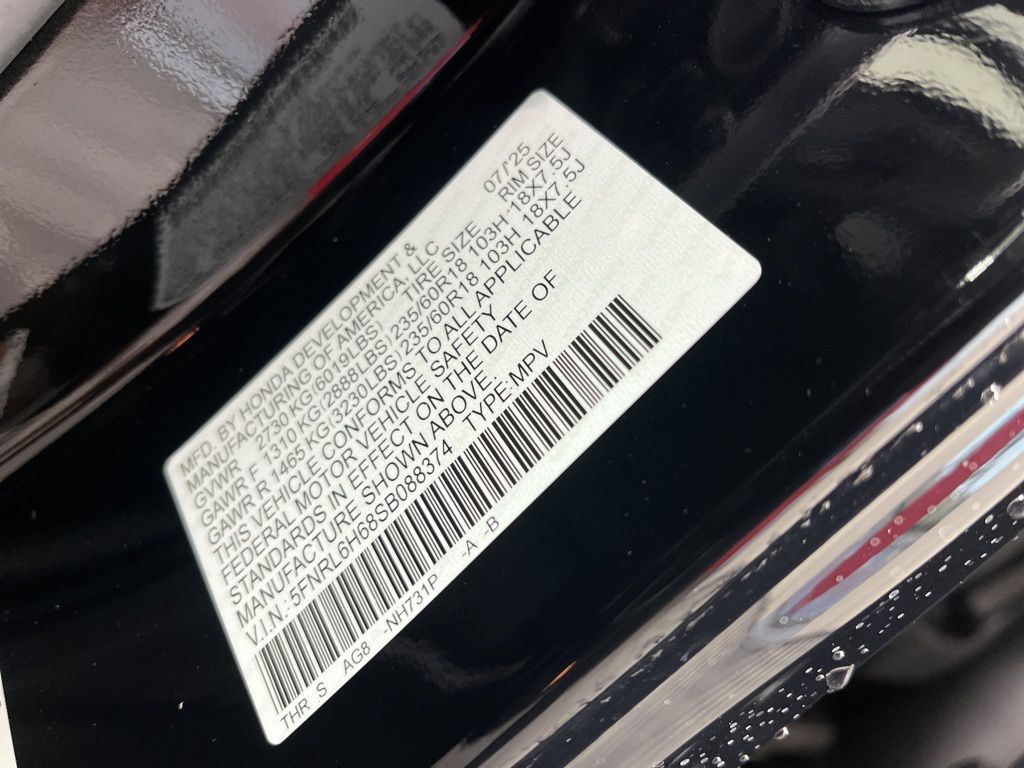 MFD. BY HONDA DEVELOPMENT &
MANUFACTURING OF AMERICA, LLC 07/'25
GVWR 2730 KG (6019LBS) TIRE SIZE RIM SIZE
GAWR F 1310 KG (2888LBS) 235/60R18 103H 18X7.5J
GAWR R 1465 KG (3230LBS) 235/60R18 103H 18X7.5J
THIS VEHICLE CONFORMS TO ALL APPLICABLE
FEDERAL MOTOR VEHICLE SAFETY
STANDARDS IN EFFECT ON THE DATE OF
MANUFACTURE SHOWN ABOVE.
V.I.N.:5FNRL6H68SB088374 TYPE:MPV
THR: S AG8 -NH731P -A -B